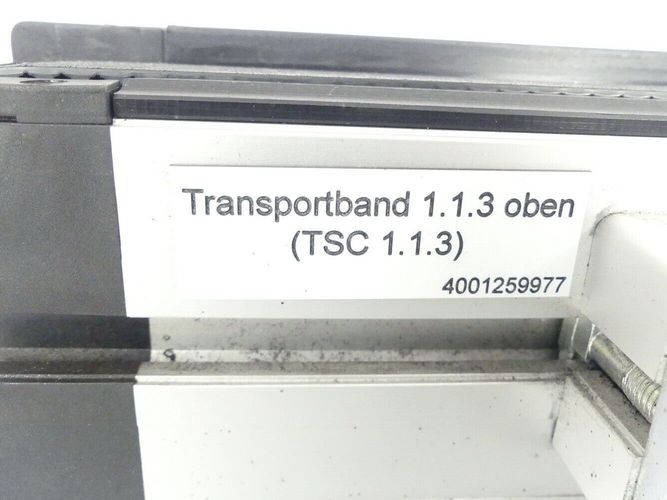 Transportband 1.1.3 oben
(TSC 1.1.3)
4001259977